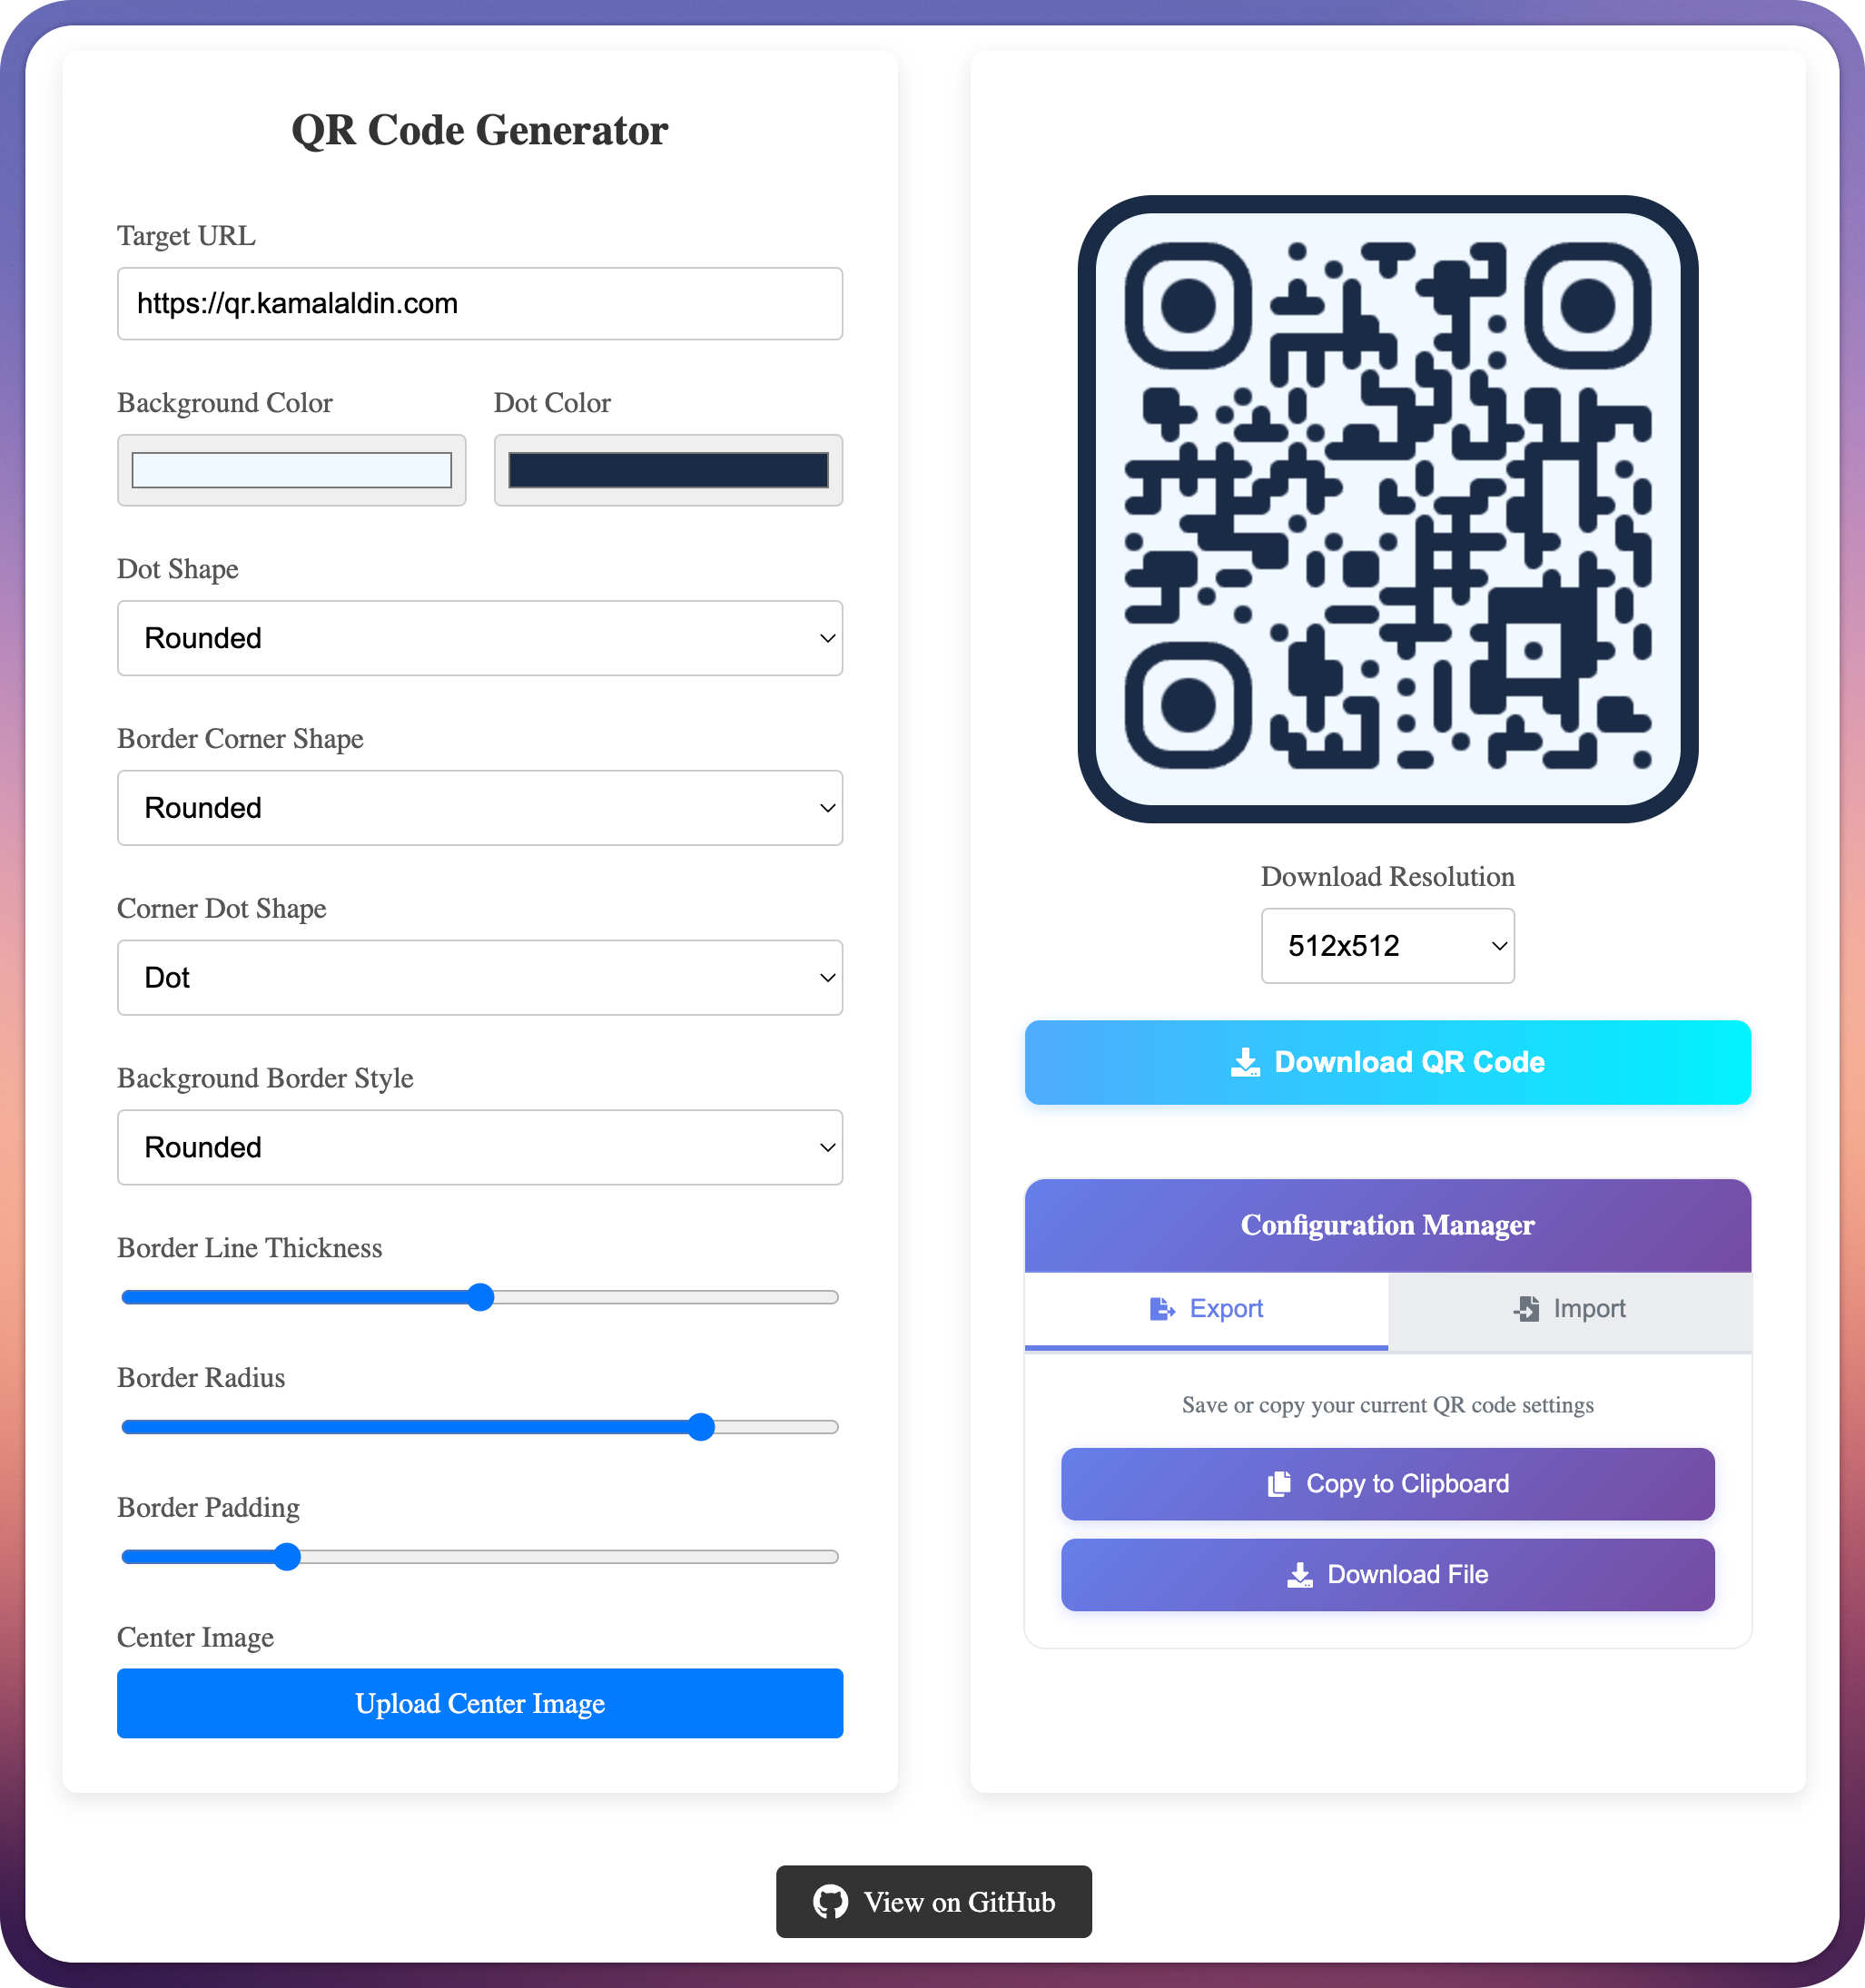 QR Code Generator
Target URL
https://qr.kamalaldin.com
Background Color
Dot Color
Dot Shape
Rounded
Border Corner Shape
Rounded
Corner Dot Shape
Dot
Background Border Style
Rounded
Border Line Thickness
Border Radius
Border Padding
Center Image
Upload Center Image
Download Resolution
512x512
Download QR Code
Configuration Manager
Export
Import
Save or copy your current QR code settings
Copy to Clipboard
Download File
View on GitHub